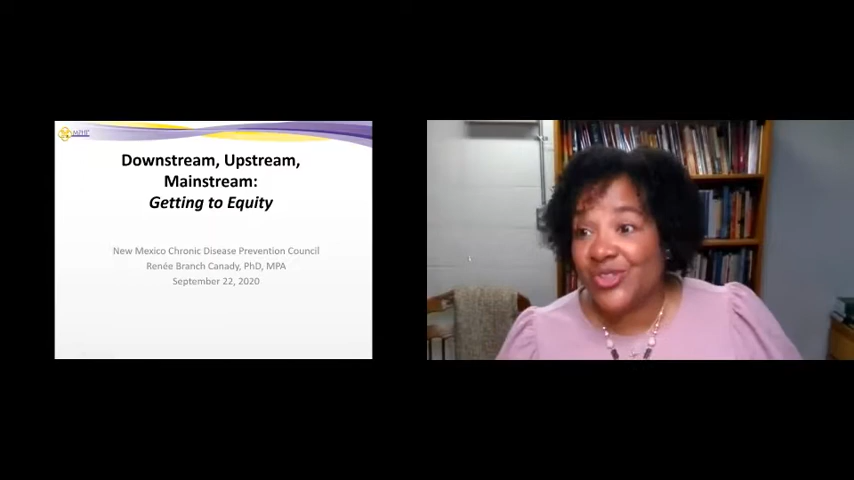 MPHI
Downstream, Upstream,
Mainstream:
Getting to Equity
New Mexico Chronic Disease Prevention Council
Renée Branch Canady, PhD, MPA
September 22, 2020